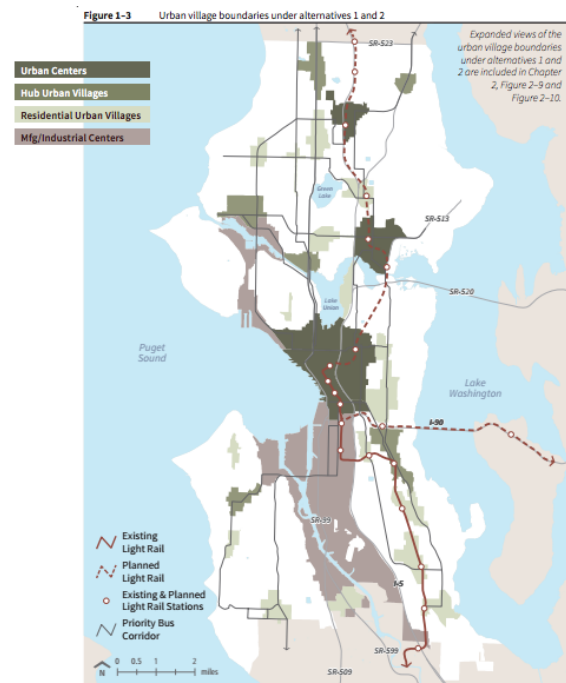 Figure 1–3 Urban village boundaries under alternatives 1 and 2
Expanded views of the
urban village boundaries
under alternatives 1 and
2 are included in Chapter
2, Figure 2–9 and
Figure 2–10.
Urban Centers
Hub Urban Villages
Residential Urban Villages
Mfg/Industrial Centers
SR-523
Green
Lake
SR-513
SR-520
Lake
Union
Puget
Sound
Lake
Washington
I-90
SR-99
I-5
SR-599
SR-509
Existing
Light Rail
Planned
Light Rail
Existing & Planned
Light Rail Stations
Priority Bus
Corridor
N
0 0.5 1 2
miles